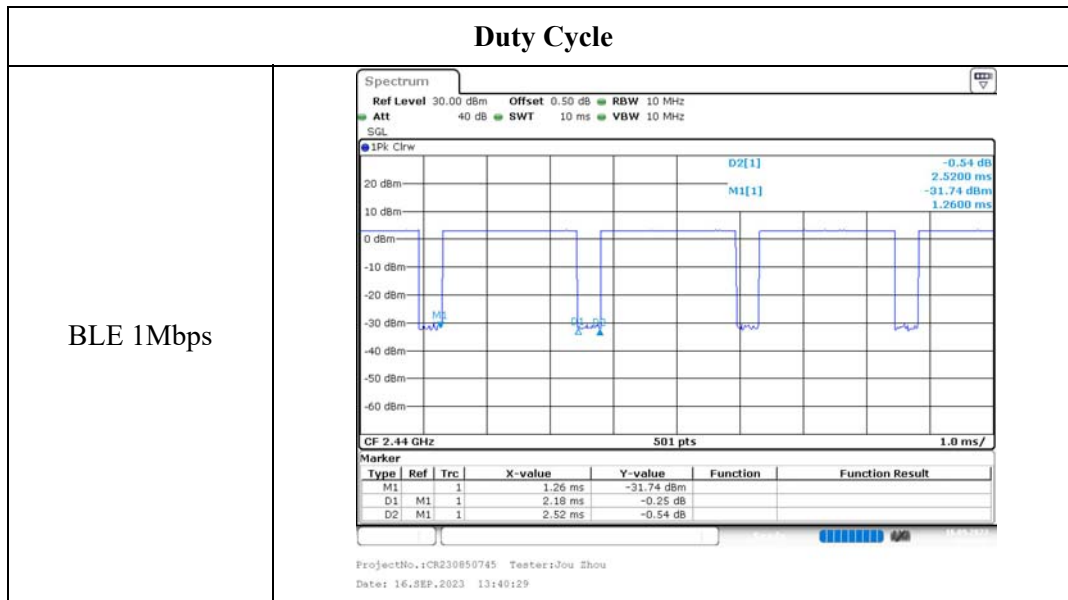 Duty Cycle
BLE 1Mbps
Spectrum
Ref Level 30.00 dBm Offset 0.50 dB RBW 10 MHz
Att 40 dB SWT 10 ms VBW 10 MHz
SGL
1Pk Clrw
D2[1] -0.54 dB
2.5200 ms
M1[1] -31.74 dBm
1.2600 ms
20 dBm
10 dBm
0 dBm
-10 dBm
-20 dBm
-30 dBm
M1
D1
-40 dBm
-50 dBm
-60 dBm
CF 2.44 GHz 501 pts 1.0 ms/
Marker
Type Ref Trc X-value Y-value Function Function Result
M1 1 1.26 ms -31.74 dBm
D1 M1 1 2.18 ms -0.25 dB
D2 M1 1 2.52 ms -0.54 dB
ProjectNo.:CR230850745 Tester:Jou Zhou
Date: 16.SEP.2023 13:40:29